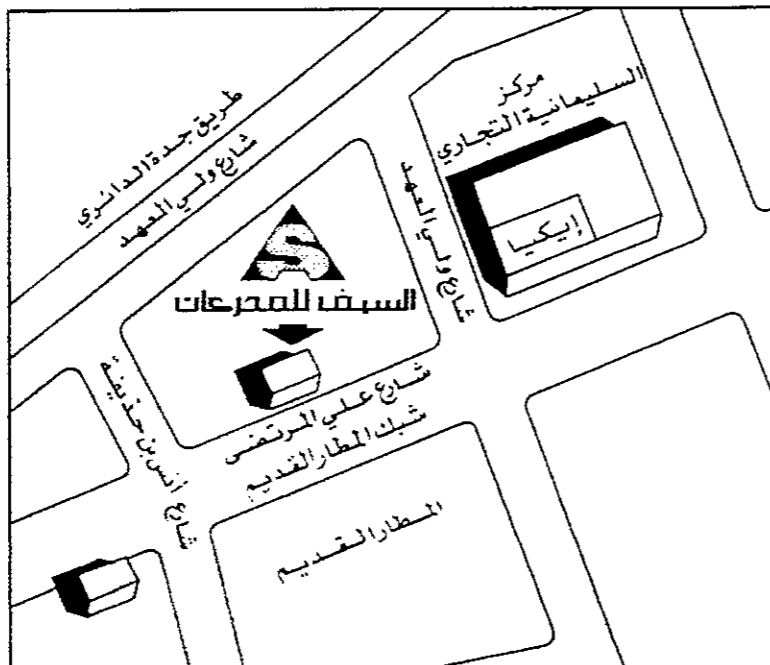 طريق جدة الدائري
شارع ولي العهد
مركز
السليمانية التجاري
إيكيا
شارع ولي العهد
S
السيف للمدرعات
شارع علي المرتضى
شبك المطار القديم
شارع أنس بن حذيفة
المطار القديم